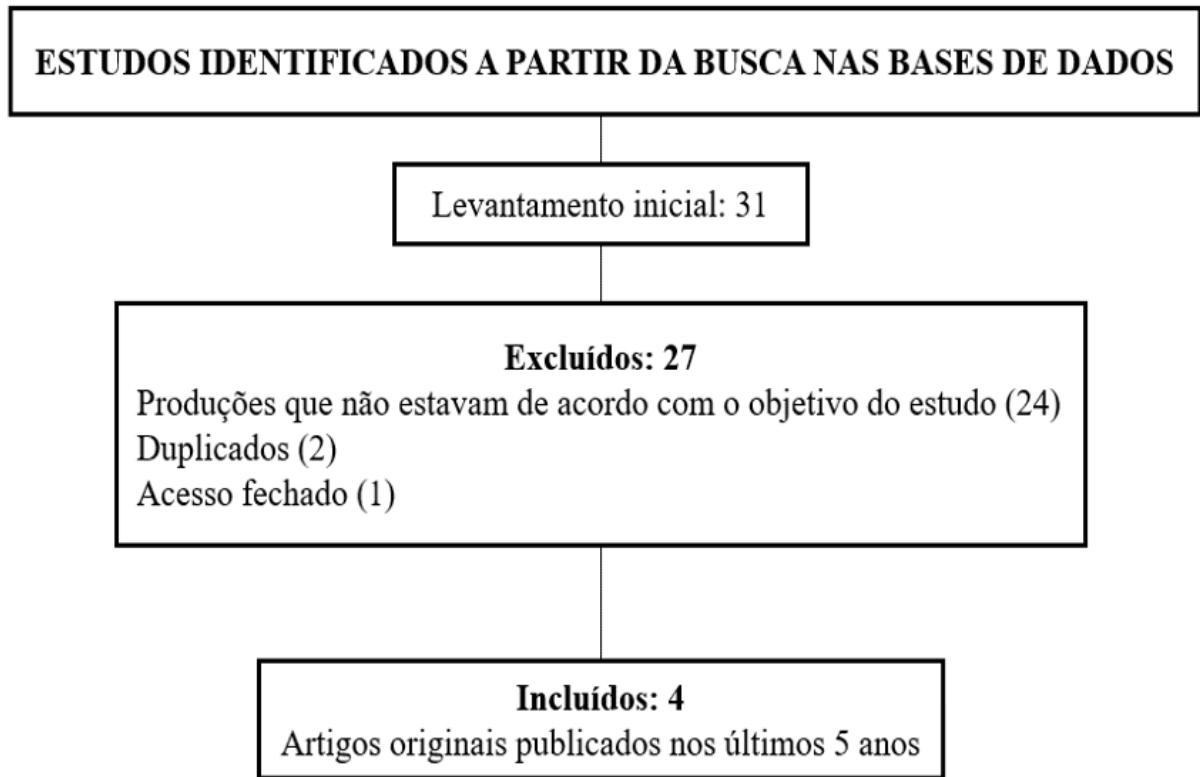 ESTUDOS IDENTIFICADOS A PARTIR DA BUSCA NAS BASES DE DADOS
Levantamento inicial: 31
Excluídos: 27
Produções que não estavam de acordo com o objetivo do estudo (24)
Duplicados (2)
Acesso fechado (1)
Incluídos: 4
Artigos originais publicados nos últimos 5 anos